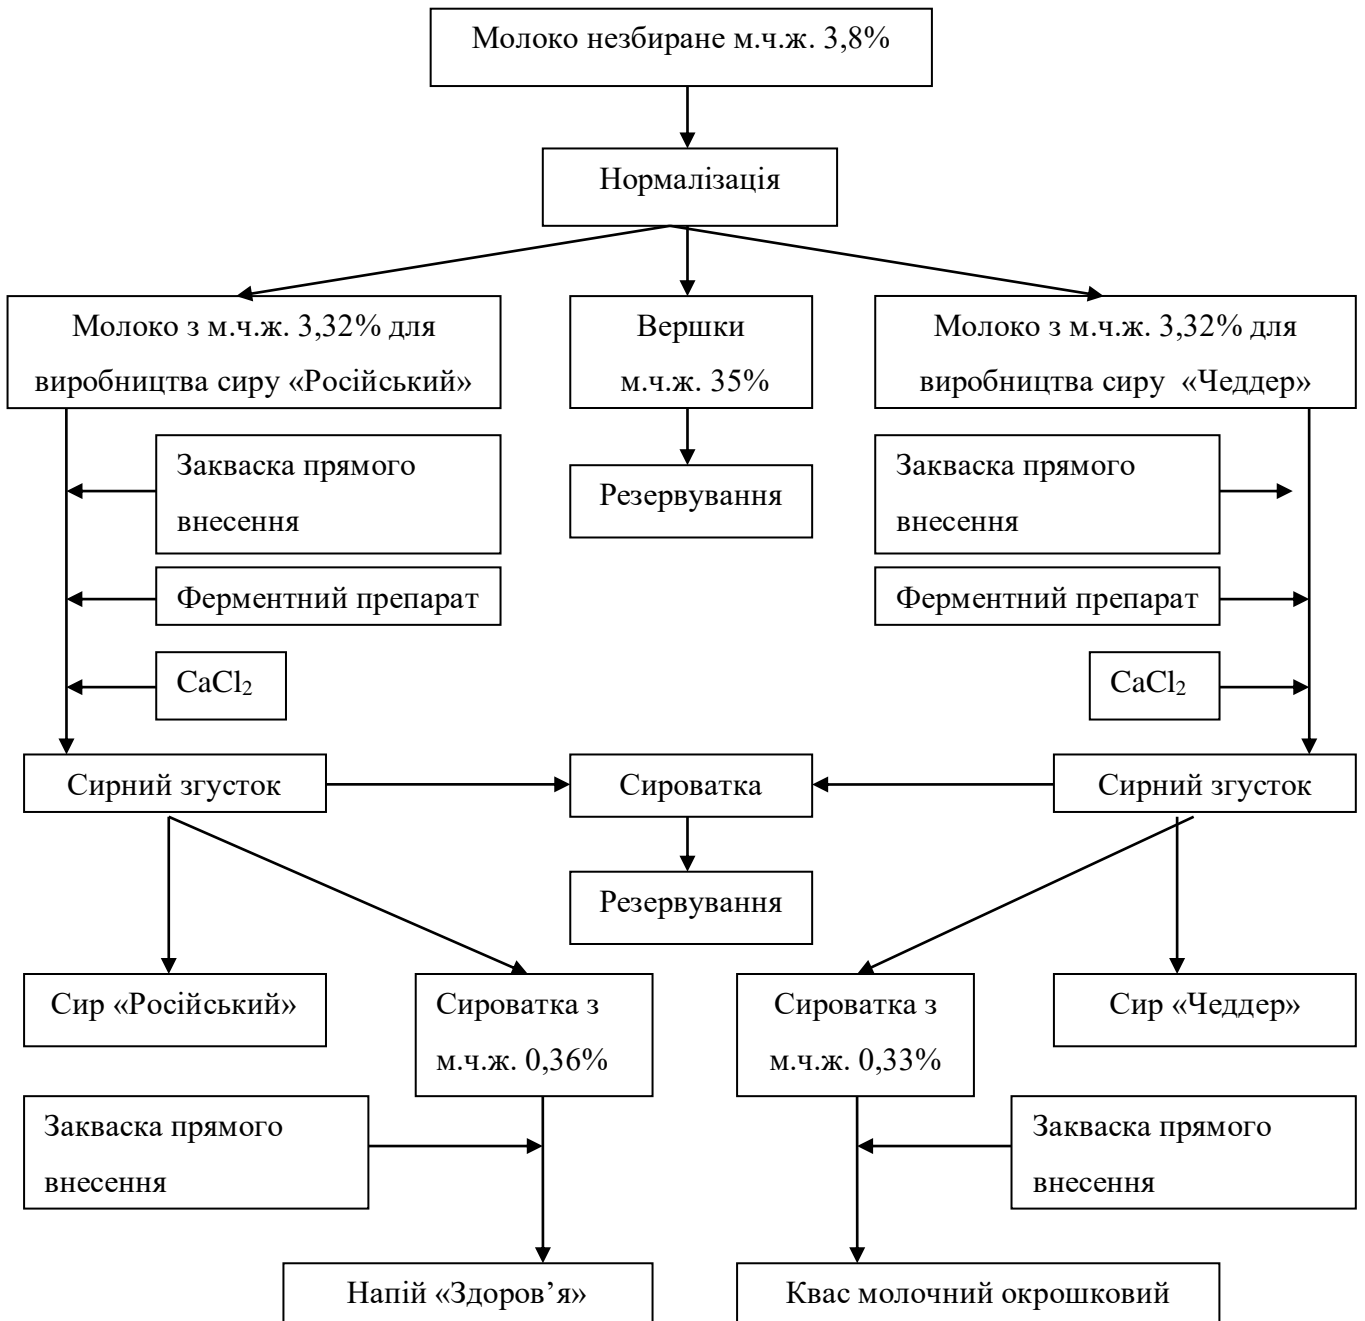 Молоко незбиране м.ч.ж. 3,8%
Нормалізація
Молоко з м.ч.ж. 3,32% для
виробництва сиру «Російський»
Вершки
м.ч.ж. 35%
Молоко з м.ч.ж. 3,32% для
виробництва сиру «Чеддер»
Закваска прямого
внесення
Резервування
Закваска прямого
внесення
Ферментний препарат
Ферментний препарат
CaCl₂
CaCl₂
Сирний згусток
Сироватка
Сирний згусток
Резервування
Сир «Російський»
Сироватка з
м.ч.ж. 0,36%
Сироватка з
м.ч.ж. 0,33%
Сир «Чеддер»
Закваска прямого
внесення
Закваска прямого
внесення
Напій «Здоров’я»
Квас молочний окрошковий